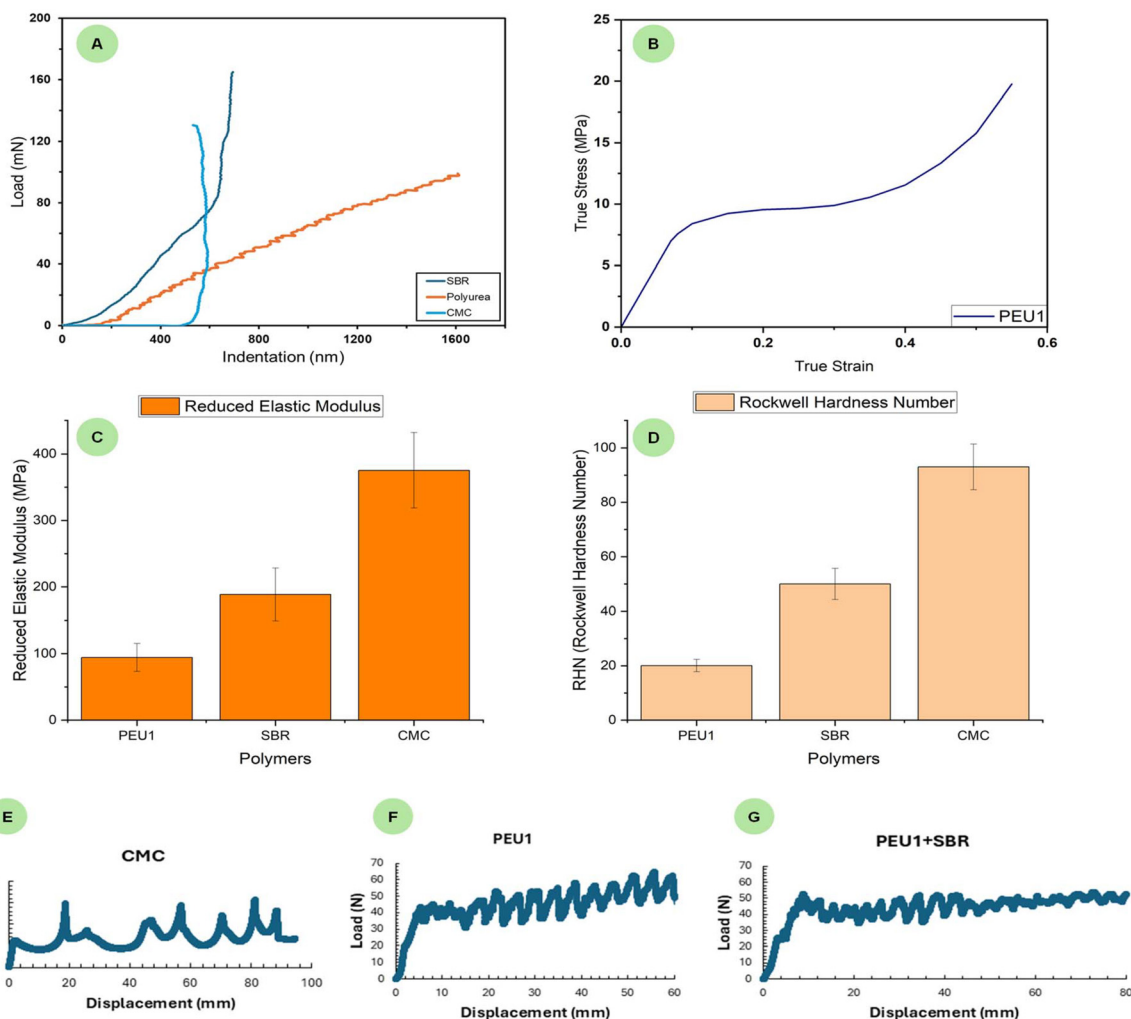 A
200
160
120
80
40
0
Load (mN)
0 400 800 1200 1600
Indentation (nm)
SBR
Polyurea
CMC
B
25
20
15
10
5
0
True Stress (MPa)
0.0 0.2 0.4 0.6
True Strain
PEU1
Reduced Elastic Modulus
C
400
300
200
100
0
Reduced Elastic Modulus (MPa)
PEU1 SBR CMC
Polymers
Rockwell Hardness Number
D
100
80
60
40
20
0
RHN (Rockwell Hardness Number)
PEU1 SBR CMC
Polymers
E
CMC
0 20 40 60 80 100
Displacement (mm)
F
PEU1
70
60
50
40
30
20
10
0
Load (N)
0 10 20 30 40 50 60
Displacement (mm)
G
PEU1+SBR
70
60
50
40
30
20
10
0
Load (N)
0 20 40 60 80
Displacement (mm)